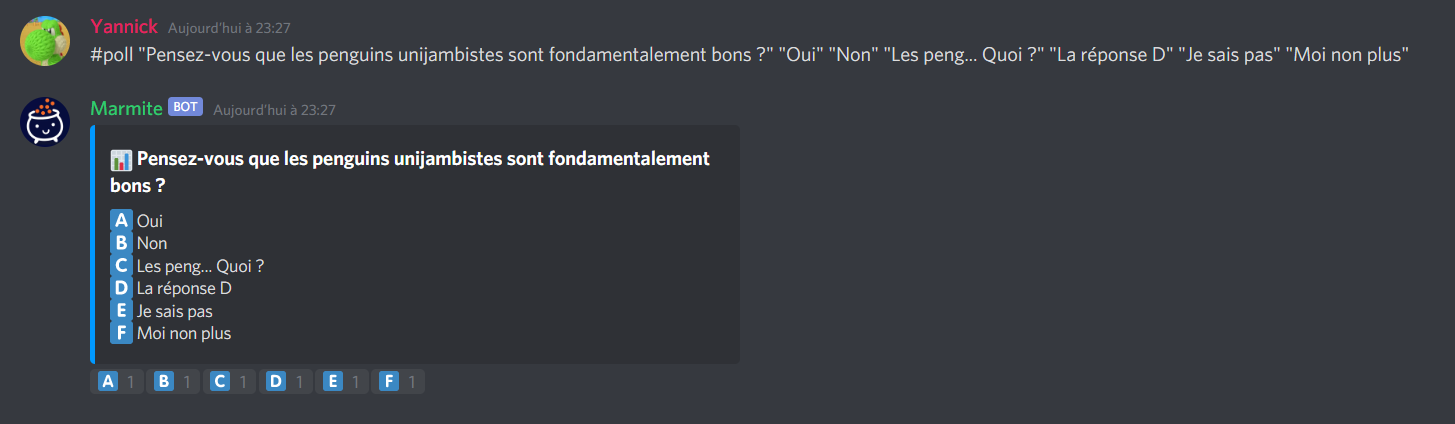 Yannick Aujourd'hui à 23:27
#poll "Pensez-vous que les penguins unijambistes sont fondamentalement bons ?" "Oui" "Non" "Les peng... Quoi ?" "La réponse D" "Je sais pas" "Moi non plus"
Marmite BOT Aujourd'hui à 23:27
📊 Pensez-vous que les penguins unijambistes sont fondamentalement
bons ?
A Oui
B Non
C Les peng... Quoi ?
D La réponse D
E Je sais pas
F Moi non plus
A 1 B 1 C 1 D 1 E 1 F 1